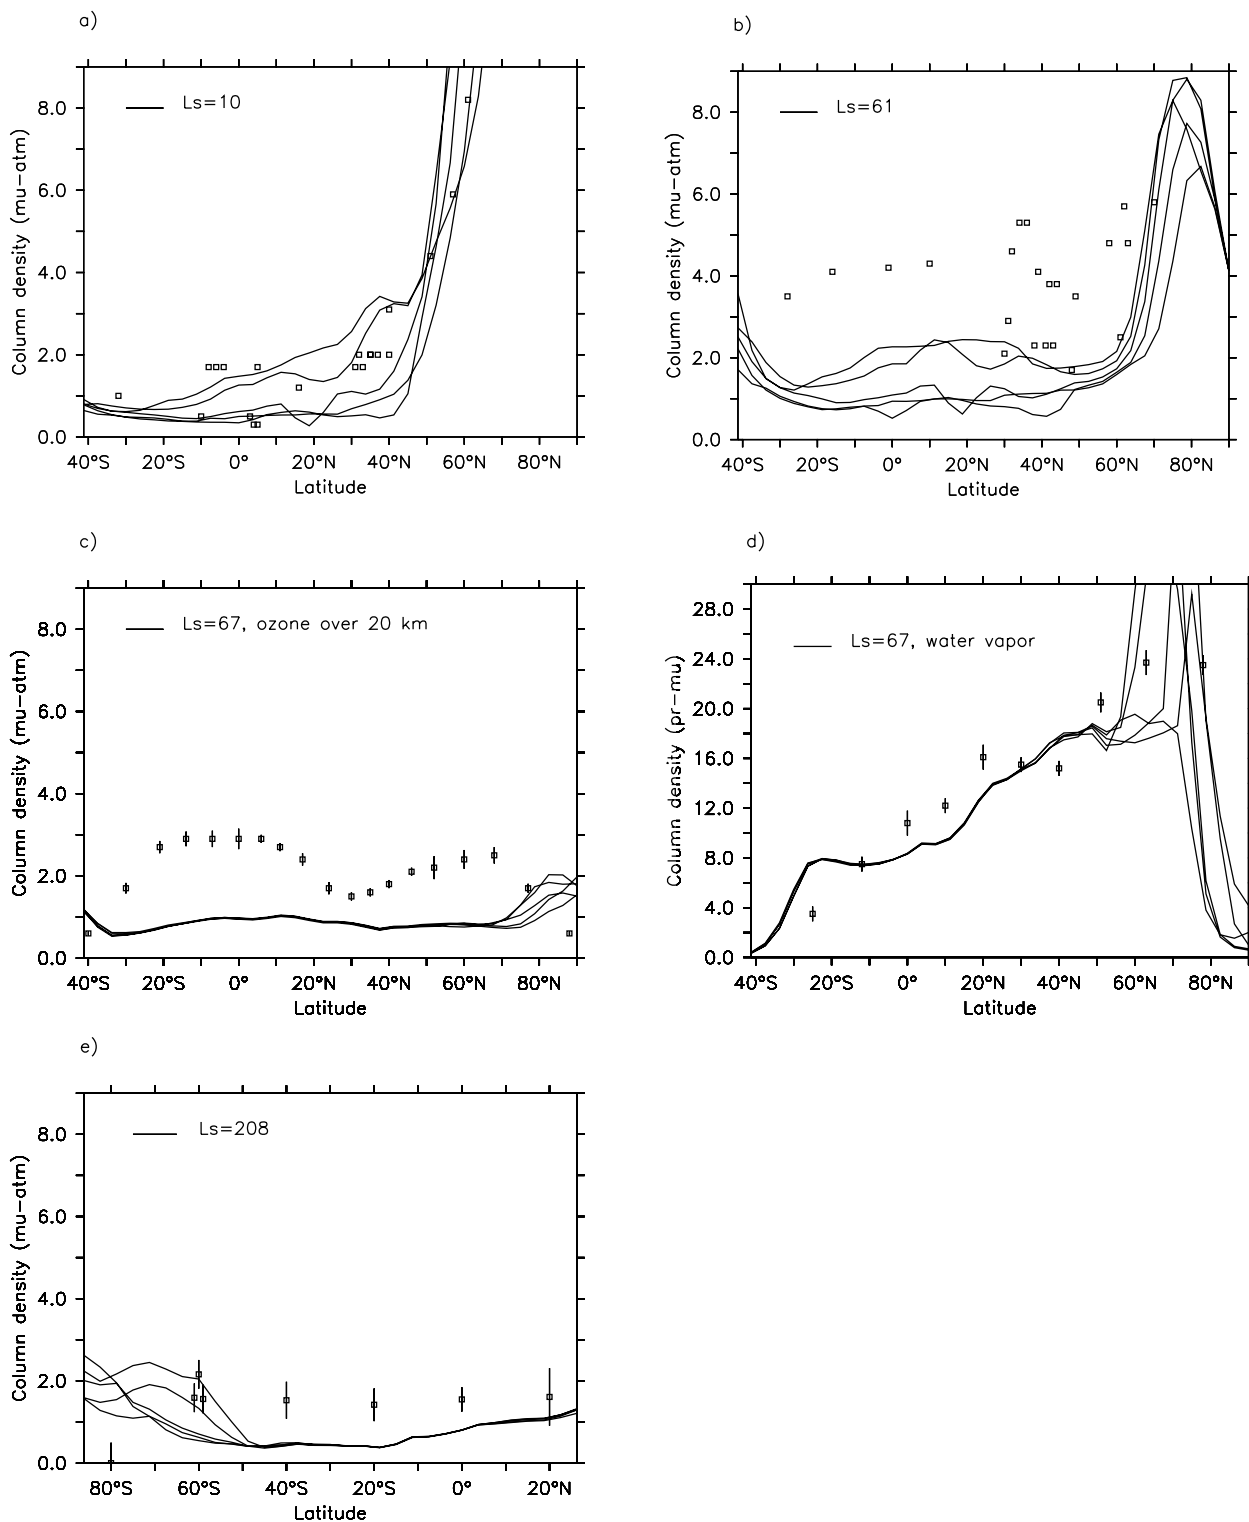 a)
Ls=10
Column density (mu-atm)
8.0
6.0
4.0
2.0
0.0
40°S 20°S 0° 20°N 40°N 60°N 80°N
Latitude
b)
Ls=61
Column density (mu-atm)
8.0
6.0
4.0
2.0
0.0
40°S 20°S 0° 20°N 40°N 60°N 80°N
Latitude
c)
Ls=67, ozone over 20 km
Column density (mu-atm)
8.0
6.0
4.0
2.0
0.0
40°S 20°S 0° 20°N 40°N 60°N 80°N
Latitude
d)
Ls=67, water vapor
Column density (pr-mu)
28.0
24.0
20.0
16.0
12.0
8.0
4.0
0.0
40°S 20°S 0° 20°N 40°N 60°N 80°N
Latitude
e)
Ls=208
Column density (mu-atm)
8.0
6.0
4.0
2.0
0.0
80°S 60°S 40°S 20°S 0° 20°N
Latitude